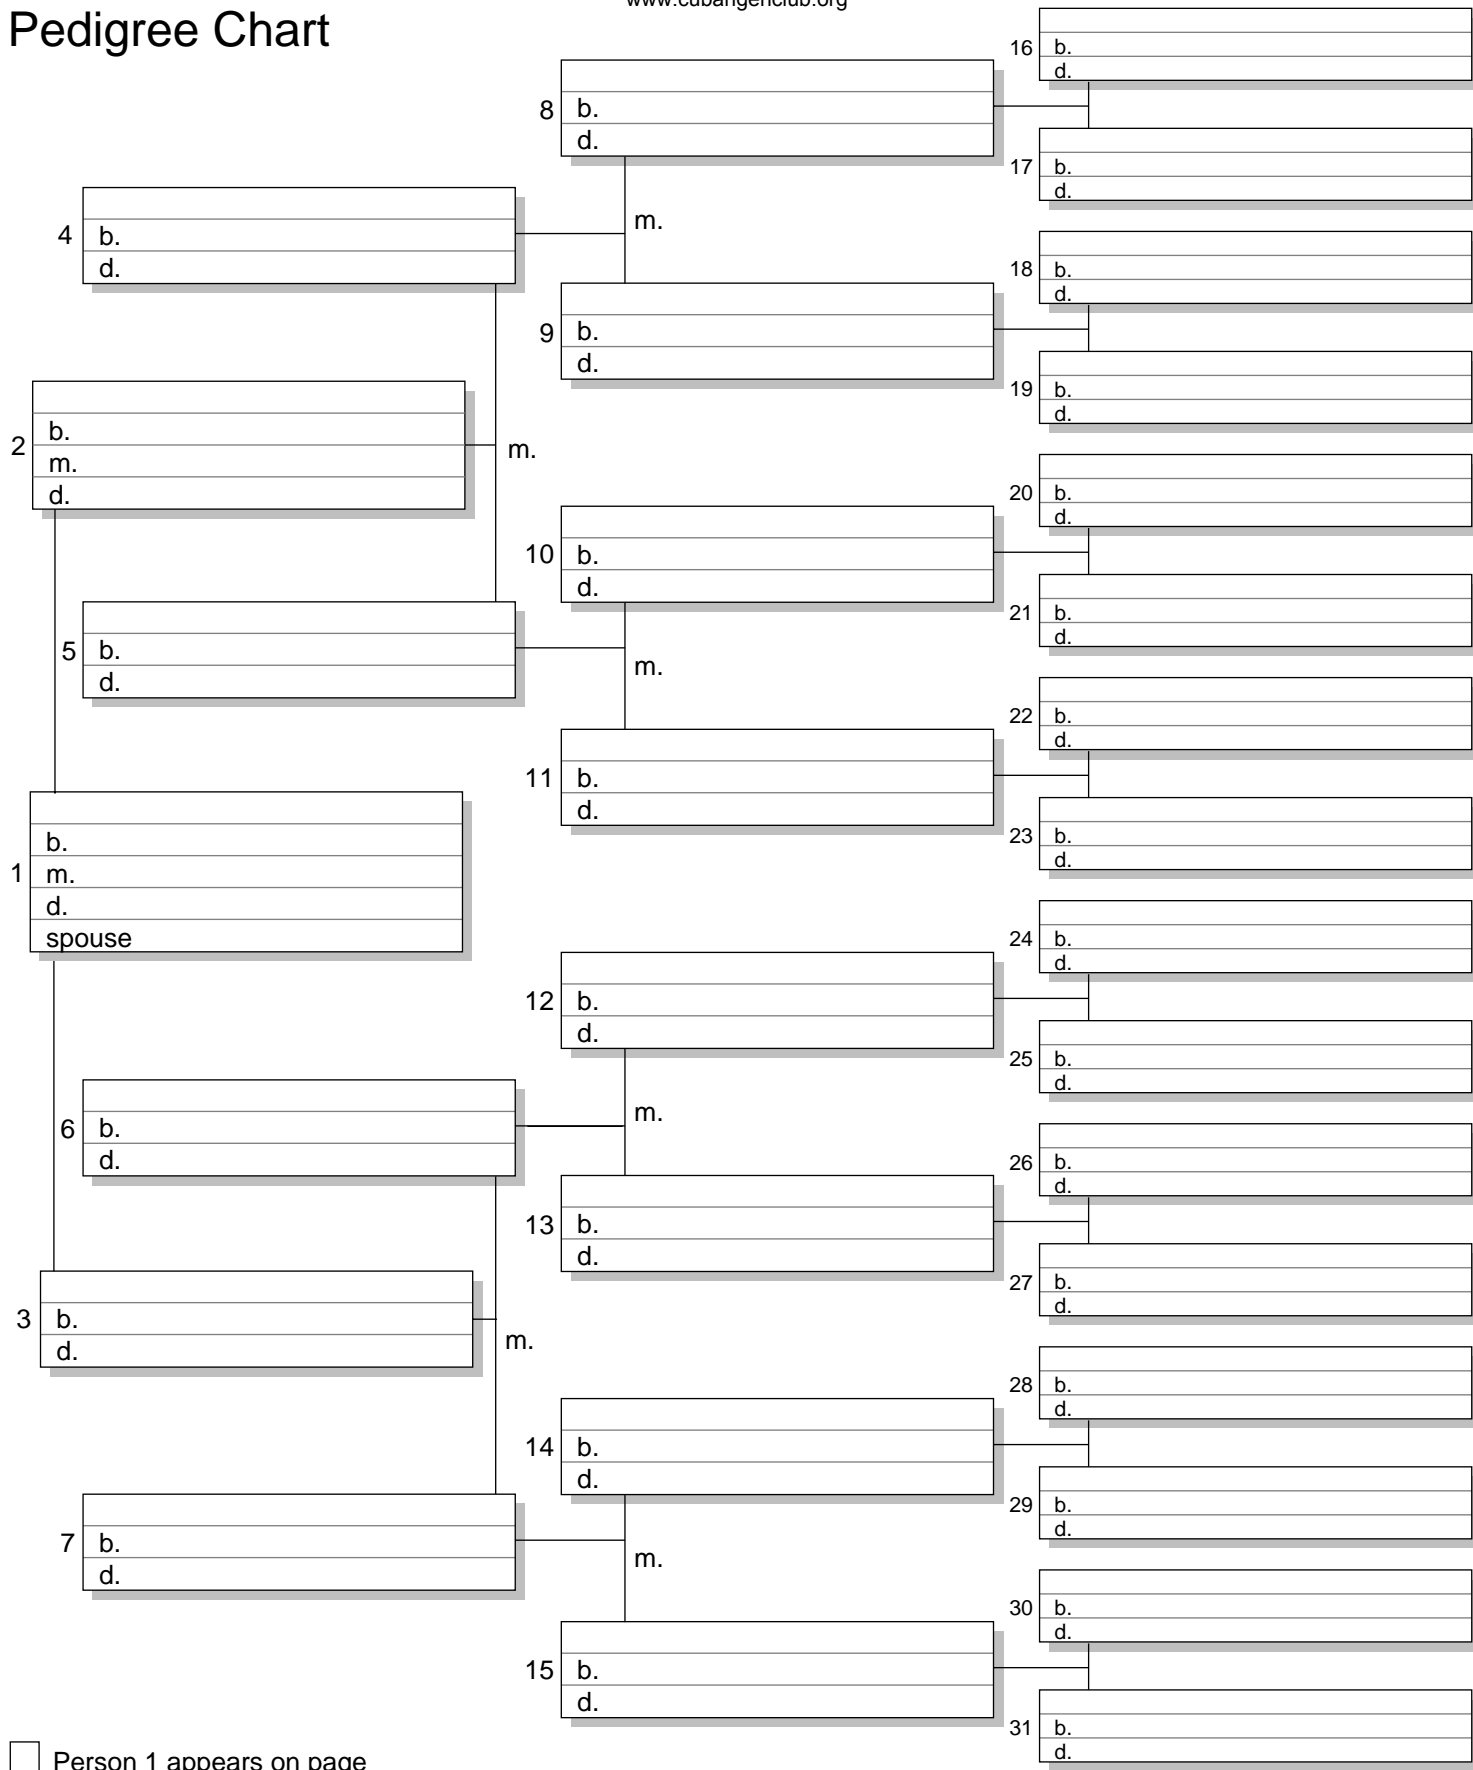 Pedigree Chart
www.cubangenclub.org
16
b.
d.
8
b.
d.
17
b.
d.
m.
4
b.
d.
18
b.
d.
9
b.
d.
19
b.
d.
2
b.
m.
d.
m.
20
b.
d.
10
b.
d.
21
b.
d.
5
b.
d.
m.
22
b.
d.
11
b.
d.
23
b.
d.
1
b.
m.
d.
spouse
24
b.
d.
12
b.
d.
25
b.
d.
6
b.
d.
m.
26
b.
d.
13
b.
d.
27
b.
d.
3
b.
d.
m.
28
b.
d.
14
b.
d.
29
b.
d.
7
b.
d.
m.
30
b.
d.
15
b.
d.
31
b.
d.
Person 1 appears on page